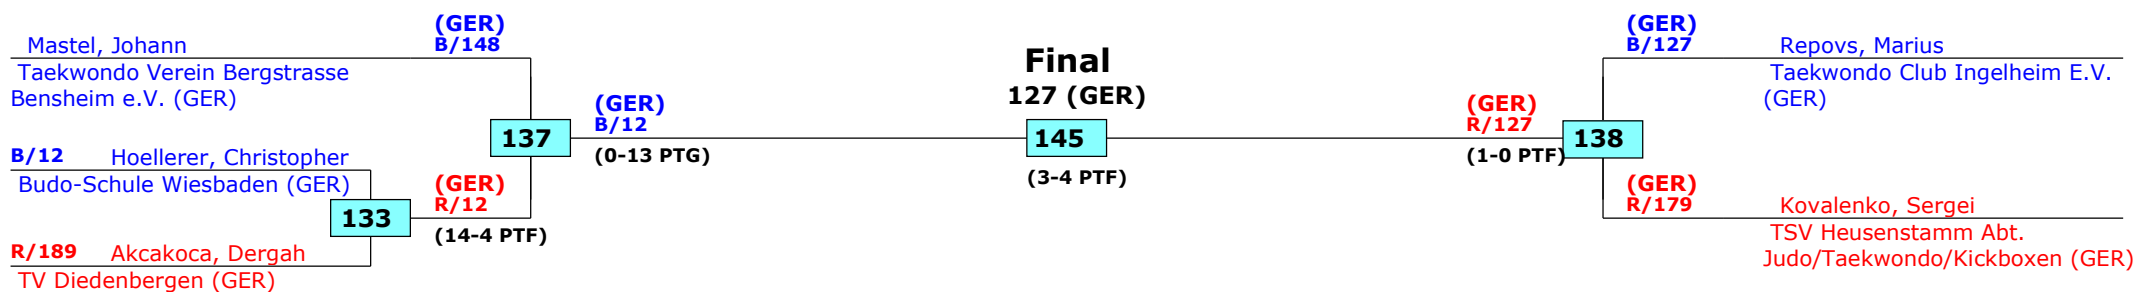 (GER)
B/148
Mastel, Johann
Taekwondo Verein Bergstrasse
Bensheim e.V. (GER)
B/12 Hoellerer, Christopher
Budo-Schule Wiesbaden (GER)
133
R/189 Akcakoca, Dergah
TV Diedenbergen (GER)
(GER)
R/12
(14-4 PTF)
137
(GER)
B/12
(0-13 PTG)
Final
127 (GER)
145
(3-4 PTF)
(GER)
R/127
(1-0 PTF)
138
(GER)
B/127 Repovs, Marius
Taekwondo Club Ingelheim E.V.
(GER)
(GER)
R/179 Kovalenko, Sergei
TSV Heusenstamm Abt.
Judo/Taekwondo/Kickboxen (GER)